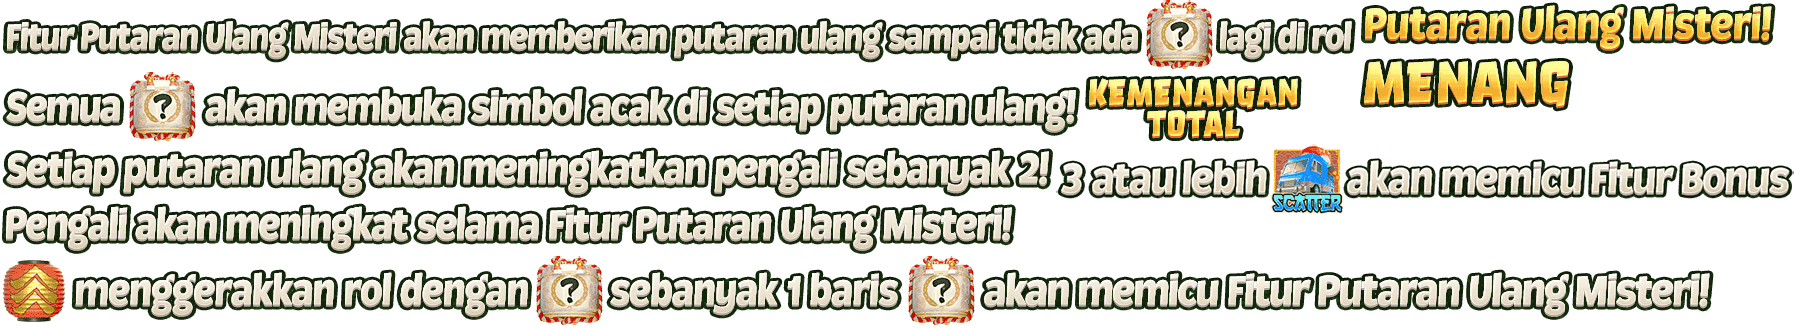 Fitur Putaran Ulang Misteri akan memberikan putaran ulang sampai tidak ada ? lagi di rol
Putaran Ulang Misteri!
Semua ? akan membuka simbol acak di setiap putaran ulang!
KEMENANGAN
TOTAL
MENANG
Setiap putaran ulang akan meningkatkan pengali sebanyak 2!
3 atau lebih SCATTER akan memicu Fitur Bonus
Pengali akan meningkat selama Fitur Putaran Ulang Misteri!
menggerakkan rol dengan ? sebanyak 1 baris ? akan memicu Fitur Putaran Ulang Misteri!